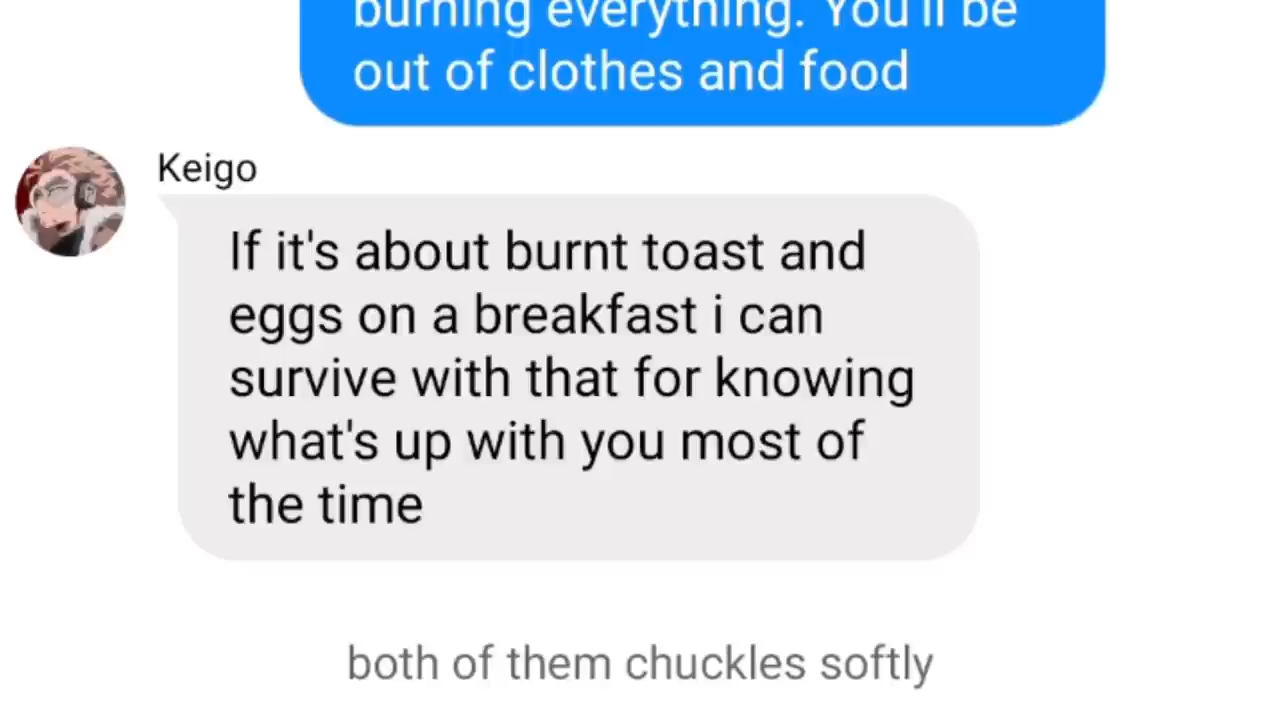 burning everything. You'll be
out of clothes and food
Keigo
If it's about burnt toast and
eggs on a breakfast i can
survive with that for knowing
what's up with you most of
the time
both of them chuckles softly